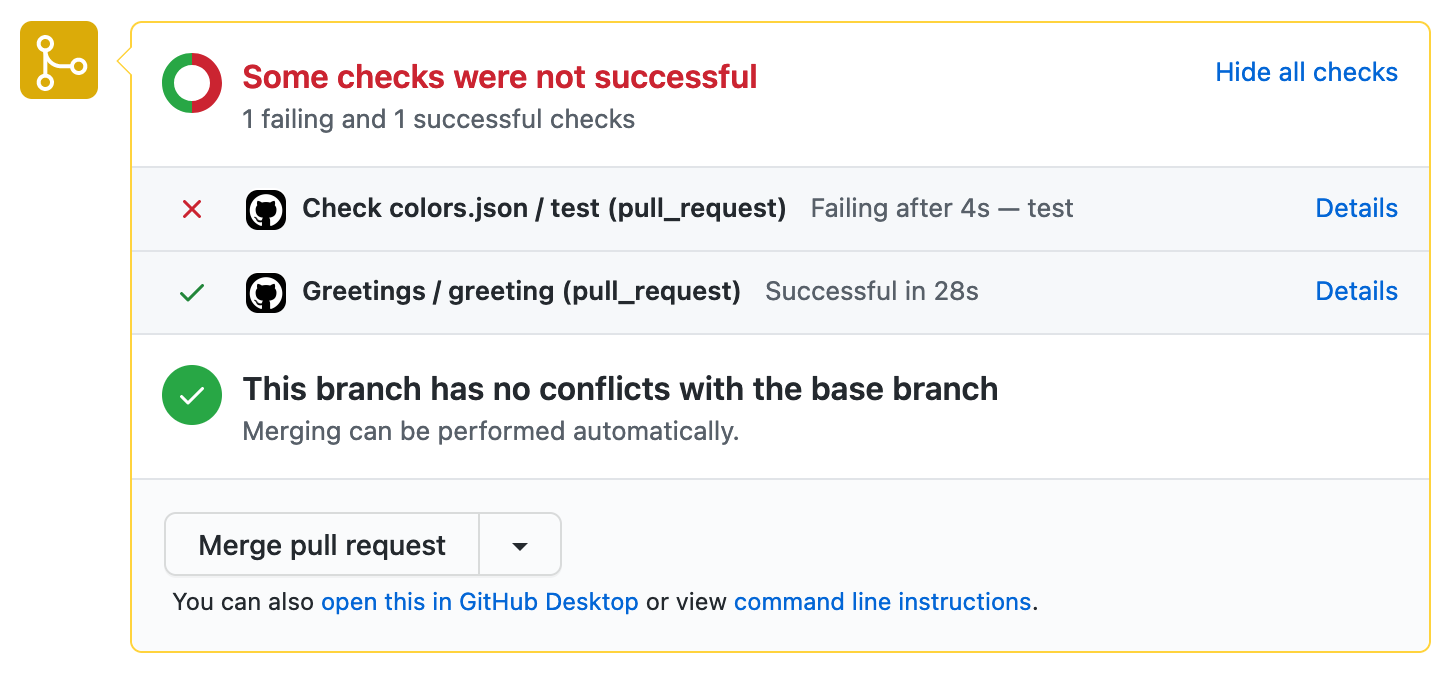 Some checks were not successful
Hide all checks
1 failing and 1 successful checks
Check colors.json / test (pull_request) Failing after 4s — test Details
Greetings / greeting (pull_request) Successful in 28s Details
This branch has no conflicts with the base branch
Merging can be performed automatically.
Merge pull request
You can also open this in GitHub Desktop or view command line instructions.